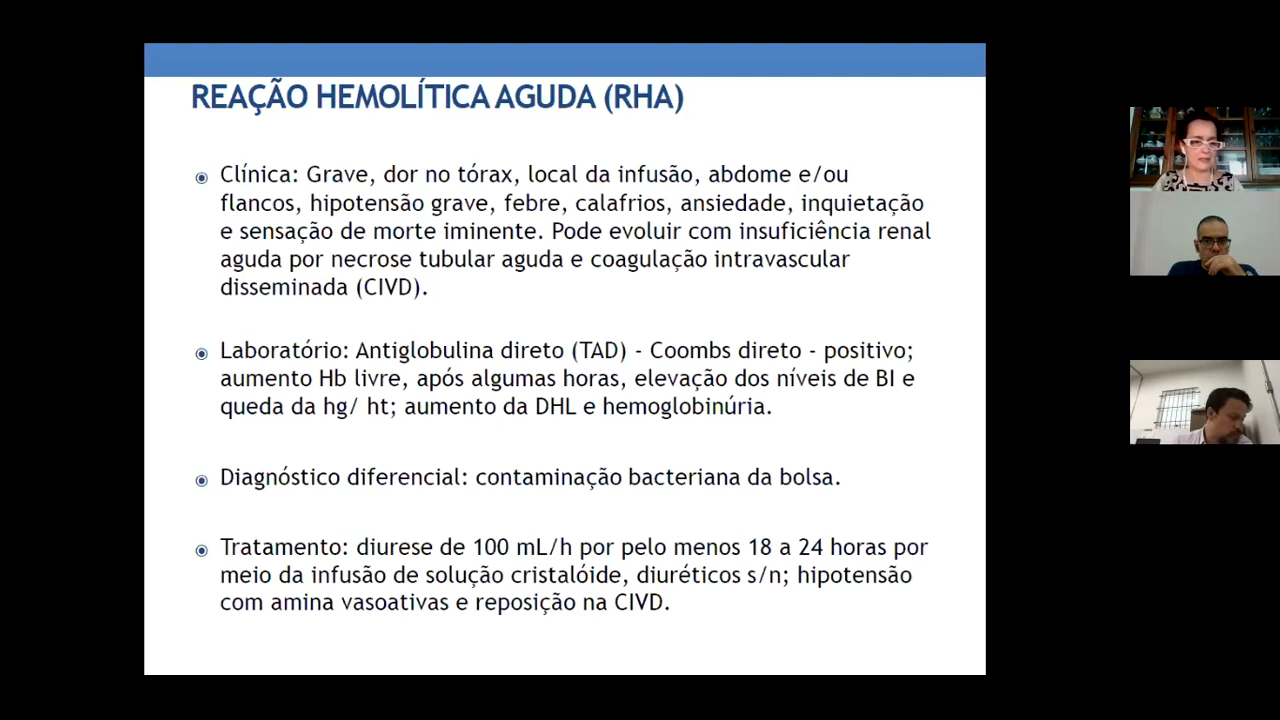 REAÇÃO HEMOLÍTICA AGUDA (RHA)
Clínica: Grave, dor no tórax, local da infusão, abdome e/ou
flancos, hipotensão grave, febre, calafrios, ansiedade, inquietação
e sensação de morte iminente. Pode evoluir com insuficiência renal
aguda por necrose tubular aguda e coagulação intravascular
disseminada (CIVD).
Laboratório: Antiglobulina direto (TAD) - Coombs direto - positivo;
aumento Hb livre, após algumas horas, elevação dos níveis de BI e
queda da hg/ ht; aumento da DHL e hemoglobinúria.
Diagnóstico diferencial: contaminação bacteriana da bolsa.
Tratamento: diurese de 100 mL/h por pelo menos 18 a 24 horas por
meio da infusão de solução cristalóide, diuréticos s/n; hipotensão
com amina vasoativas e reposição na CIVD.